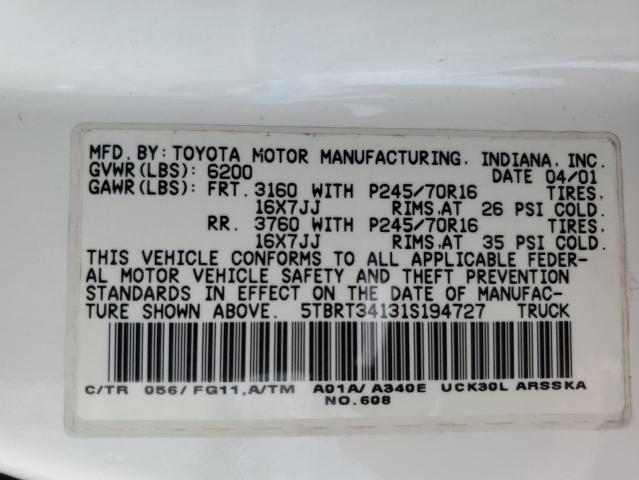 MFD. BY: TOYOTA MOTOR MANUFACTURING, INDIANA, INC.
GVWR(LBS): 6200 DATE 04/01
GAWR(LBS): FRT. 3160 WITH P245/70R16 TIRES.
16X7JJ RIMS,AT 26 PSI COLD.
RR. 3760 WITH P245/70R16 TIRES.
16X7JJ RIMS,AT 35 PSI COLD.
THIS VEHICLE CONFORMS TO ALL APPLICABLE FEDER-
AL MOTOR VEHICLE SAFETY AND THEFT PREVENTION
STANDARDS IN EFFECT ON THE DATE OF MANUFAC-
TURE SHOWN ABOVE. 5TBRT34131S194727 TRUCK
C/TR 056/FG11,A/TM A01A/A340E UCK30L ARSSKA
NO.608